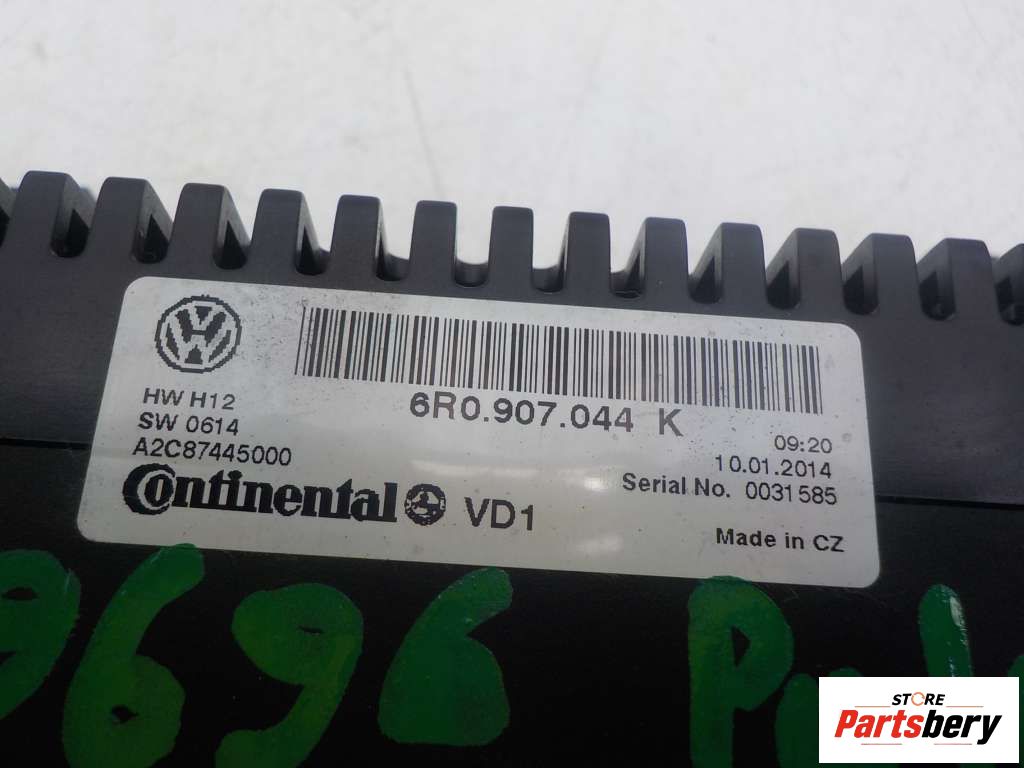 VW
6R0.907.044 K
HW H12
SW 0614
A2C87445000
Continental VD1
09:20
10.01.2014
Serial No. 0031585
Made in CZ
9696
STORE
Partsbery